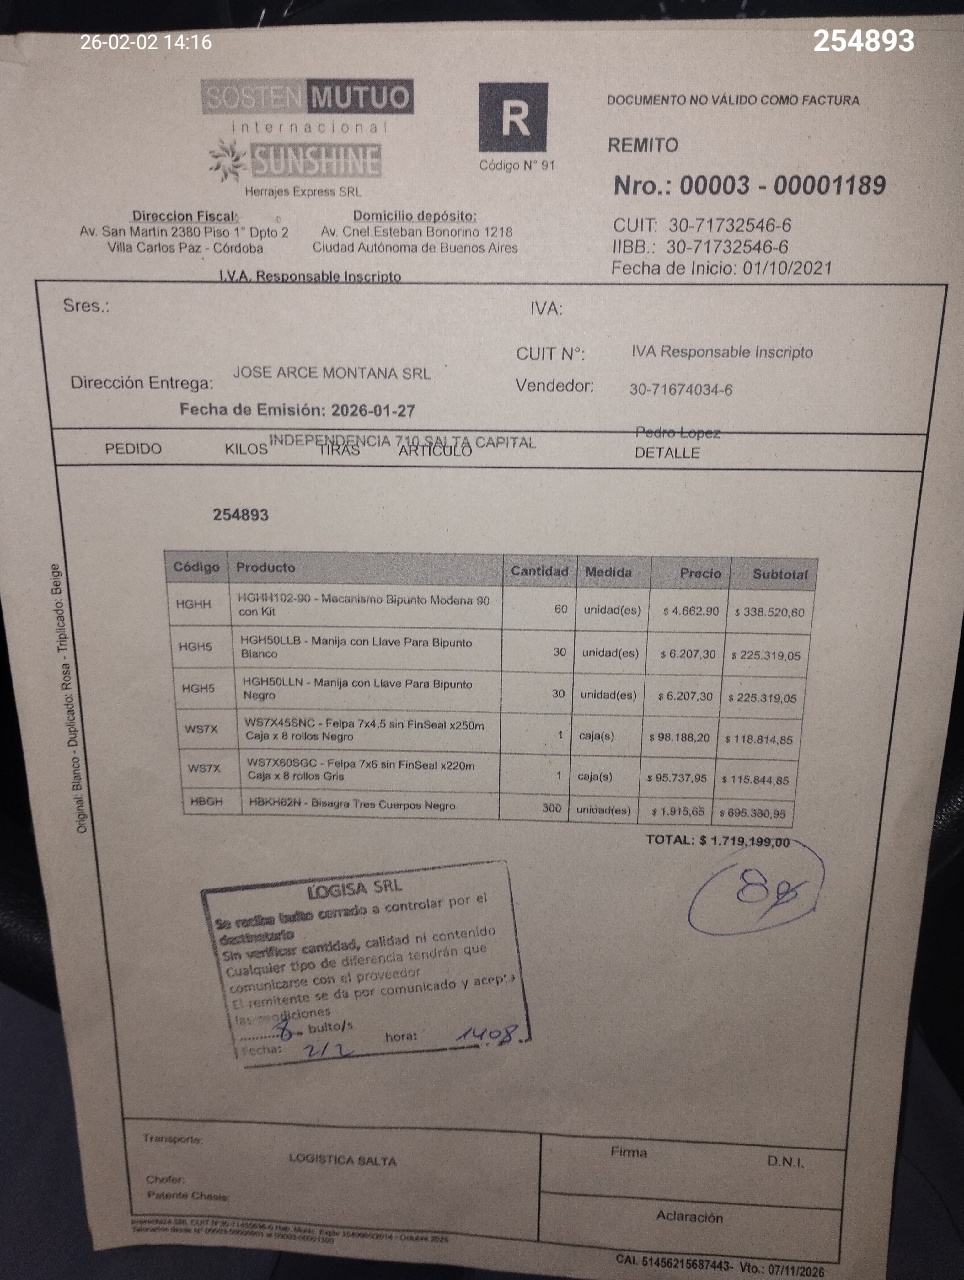 26-02-02 14:16
254893
SOSTEN MUTUO
internacional
SUNSHINE
Herrajes Express SRL
R
Código N° 91
DOCUMENTO NO VÁLIDO COMO FACTURA
REMITO
Nro.: 00003 - 00001189
CUIT: 30-71732546-6
IIBB.: 30-71732546-6
Fecha de Inicio: 01/10/2021
Direccion Fiscal:
Av. San Martin 2380 Piso 1° Dpto 2
Villa Carlos Paz - Córdoba
Domicilio depósito:
Av. Cnel.Esteban Bonorino 1218
Ciudad Autónoma de Buenos Aires
I.V.A. Responsable Inscripto
Sres.:
IVA:
CUIT N°: IVA Responsable Inscripto
JOSE ARCE MONTANA SRL
Dirección Entrega:
Vendedor: 30-71674034-6
Fecha de Emisión: 2026-01-27
Pedro Lopez
INDEPENDENCIA 710 SALTA CAPITAL
PEDIDO KILOS TIRAS ARTICULO DETALLE
254893
Código Producto Cantidad Medida Precio Subtotal
HGHH HGHH102-90 - Mecanismo Bipunto Modena 90 con Kit 60 unidad(es) $ 4.662,90 $ 338.520,60
HGH5 HGH50LLB - Manija con Llave Para Bipunto Blanco 30 unidad(es) $ 6.207,30 $ 225.319,05
HGH5 HGH50LLN - Manija con Llave Para Bipunto Negro 30 unidad(es) $ 6.207,30 $ 225.319,05
WS7X WS7X45SNC - Felpa 7x4,5 sin FinSeal x250m Caja x 8 rollos Negro 1 caja(s) $ 98.188,20 $ 118.814,85
WS7X WS7X60SGC - Felpa 7x6 sin FinSeal x220m Caja x 8 rollos Gris 1 caja(s) $ 95.737,95 $ 115.844,85
HBGH HBKH62N - Bisagra Tres Cuerpos Negro 300 unidad(es) $ 1.915,65 $ 695.380,95
TOTAL: $ 1.719.199,00
LOGISA SRL
Se recibe bulto cerrado a controlar por el
destinatario
Sin verificar cantidad, calidad ni contenido
Cualquier tipo de diferencia tendrán que
comunicarse con el proveedor
El remitente se da por comunicado y acep
las condiciones
8 bulto/s
Fecha: 2/2 hora: 1408
Original: Blanco - Duplicado: Rosa - Triplicado: Beige
Transporte:
LOGISTICA SALTA
Chofer:
Patente Chasis:
Firma
D.N.I.
Aclaración
CAI. 51456215687443- Vto.: 07/11/2026